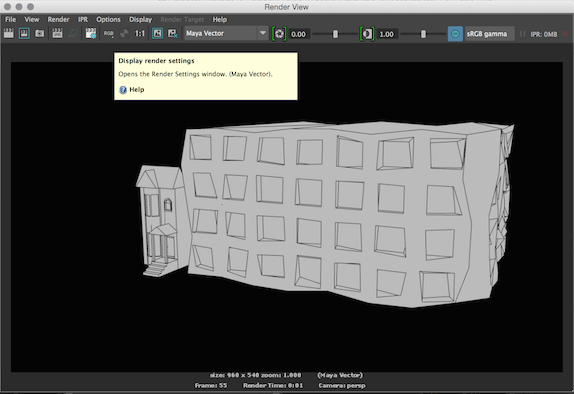 Render View
File View Render IPR Options Display Render Target Help
RGB 1:1 Maya Vector 0.00 1.00 sRGB gamma IPR: 0MB
Display render settings
Opens the Render Settings window. (Maya Vector).
Help
size: 960 x 540 zoom: 1.000 (Maya Vector)
Frame: 55 Render Time: 0:01 Camera: persp